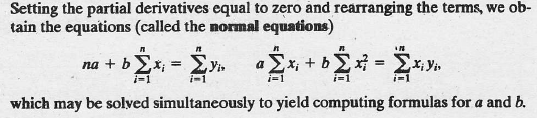 Setting the partial derivatives equal to zero and rearranging the terms, we ob-
tain the equations (called the normal equations)
na + b \sum_{i=1}^{n} x_i = \sum_{i=1}^{n} y_i,   a \sum_{i=1}^{n} x_i + b \sum_{i=1}^{n} x_i^2 = \sum_{i=1}^{n} x_i y_i,
which may be solved simultaneously to yield computing formulas for a and b.